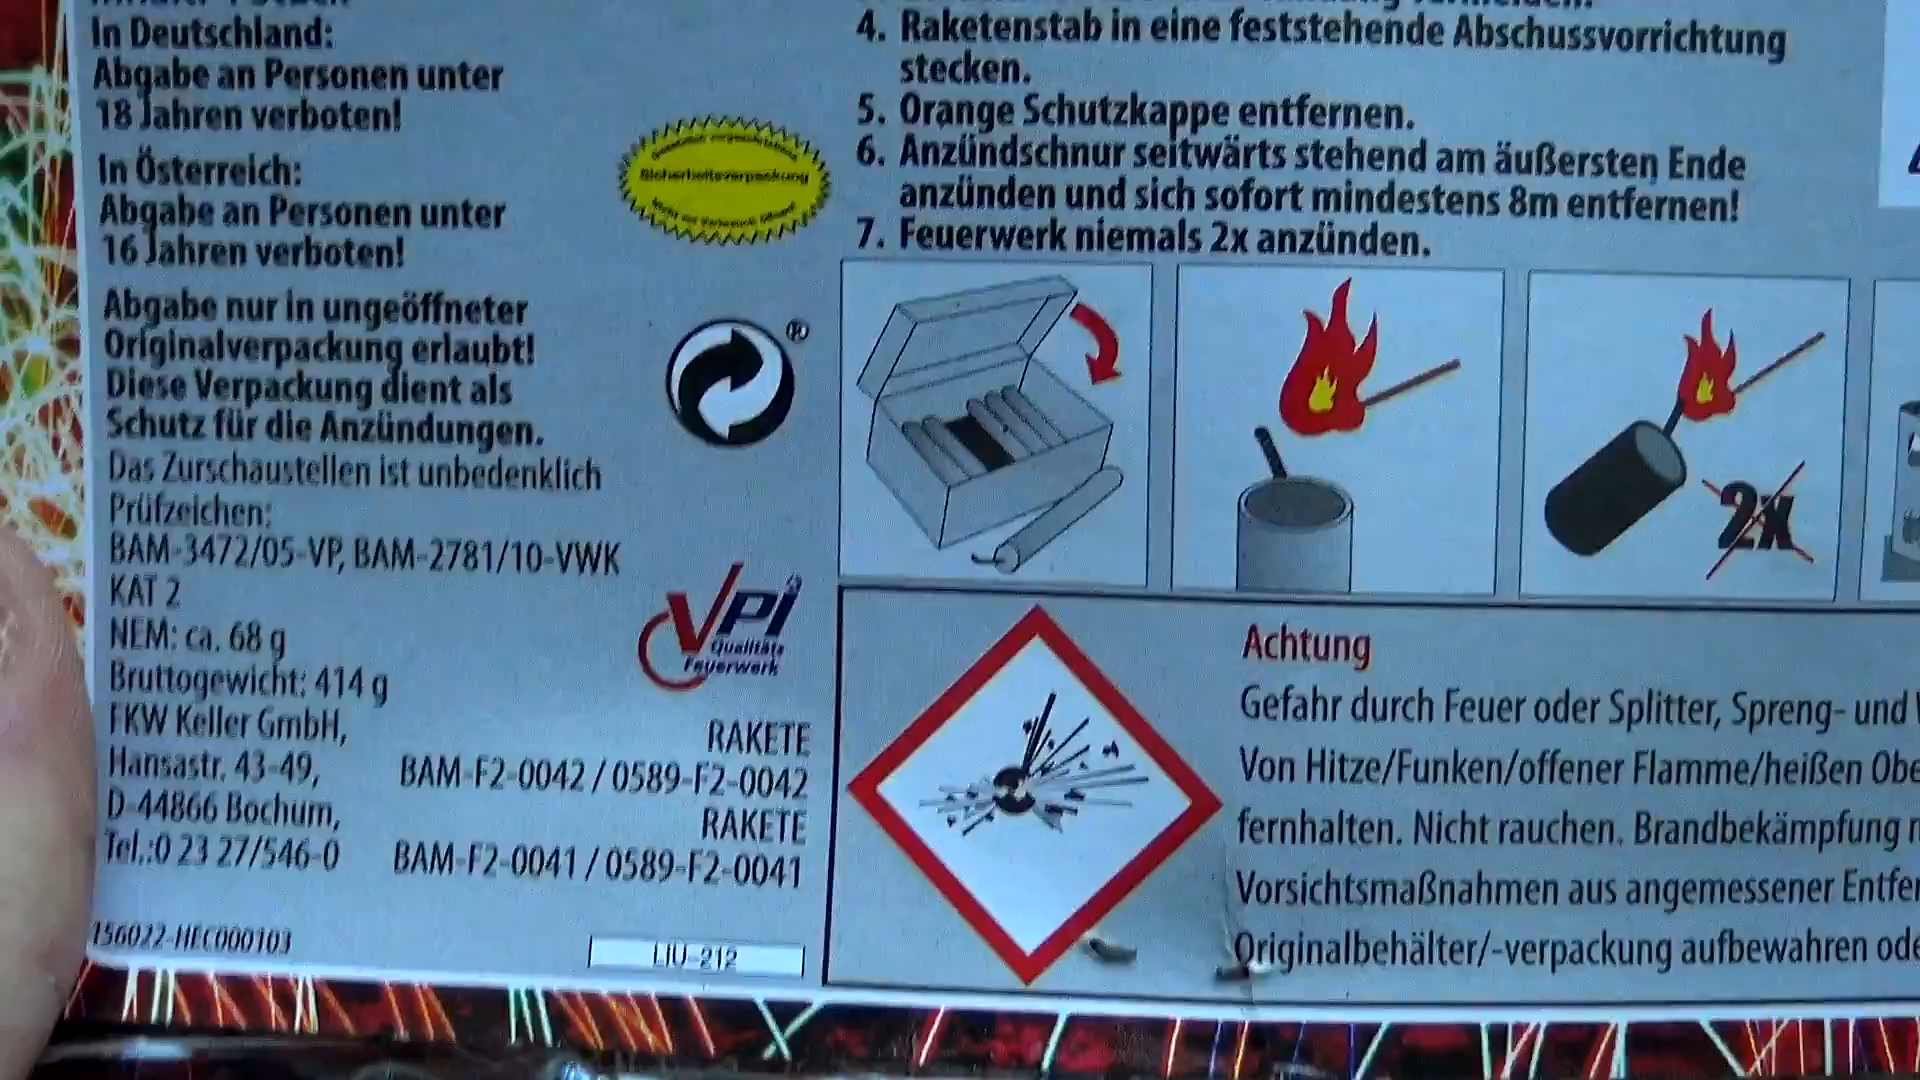 In Deutschland:
Abgabe an Personen unter
18 Jahren verboten!
In Österreich:
Abgabe an Personen unter
16 Jahren verboten!
Abgabe nur in ungeöffneter
Originalverpackung erlaubt!
Diese Verpackung dient als
Schutz für die Anzündungen.
Das Zurschaustellen ist unbedenklich
Prüfzeichen:
BAM-3472/05-VP, BAM-2781/10-VWK
KAT 2
NEM: ca. 68 g
Bruttogewicht: 414 g
FKW Keller GmbH,
Hansastr. 43-49,
D-44866 Bochum,
Tel.:0 23 27/546-0
156022-HEC000103
Sicherheitsverpackung
®
VPI
Qualitäts
Feuerwerk
RAKETE
BAM-F2-0042 / 0589-F2-0042
RAKETE
BAM-F2-0041 / 0589-F2-0041
LIU-212
4. Raketenstab in eine feststehende Abschussvorrichtung
stecken.
5. Orange Schutzkappe entfernen.
6. Anzündschnur seitwärts stehend am äußersten Ende
anzünden und sich sofort mindestens 8m entfernen!
7. Feuerwerk niemals 2x anzünden.
2x
Achtung
Gefahr durch Feuer oder Splitter, Spreng- und
Von Hitze/Funken/offener Flamme/heißen
fernhalten. Nicht rauchen. Brandbekämpfung
Vorsichtsmaßnahmen aus angemessener
Originalbehälter/-verpackung aufbewahren